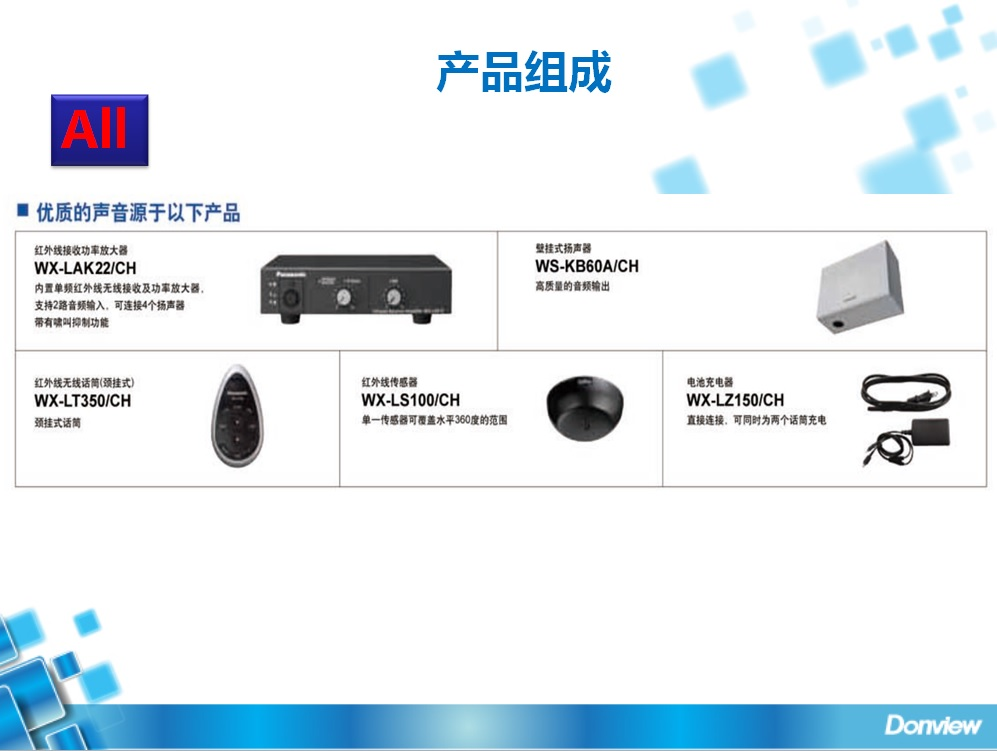 产品组成
All
■ 优质的声音源于以下产品
红外线接收功率放大器
WX-LAK22/CH
内置单频红外线无线接收及功率放大器，
支持2路音频输入，可连接4个扬声器
带有啸叫抑制功能
Panasonic
壁挂式扬声器
WS-KB60A/CH
高质量的音频输出
红外线无线话筒(颈挂式)
WX-LT350/CH
颈挂式话筒
红外线传感器
WX-LS100/CH
单一传感器可覆盖水平360度的范围
电池充电器
WX-LZ150/CH
直接连接，可同时为两个话筒充电
Donview